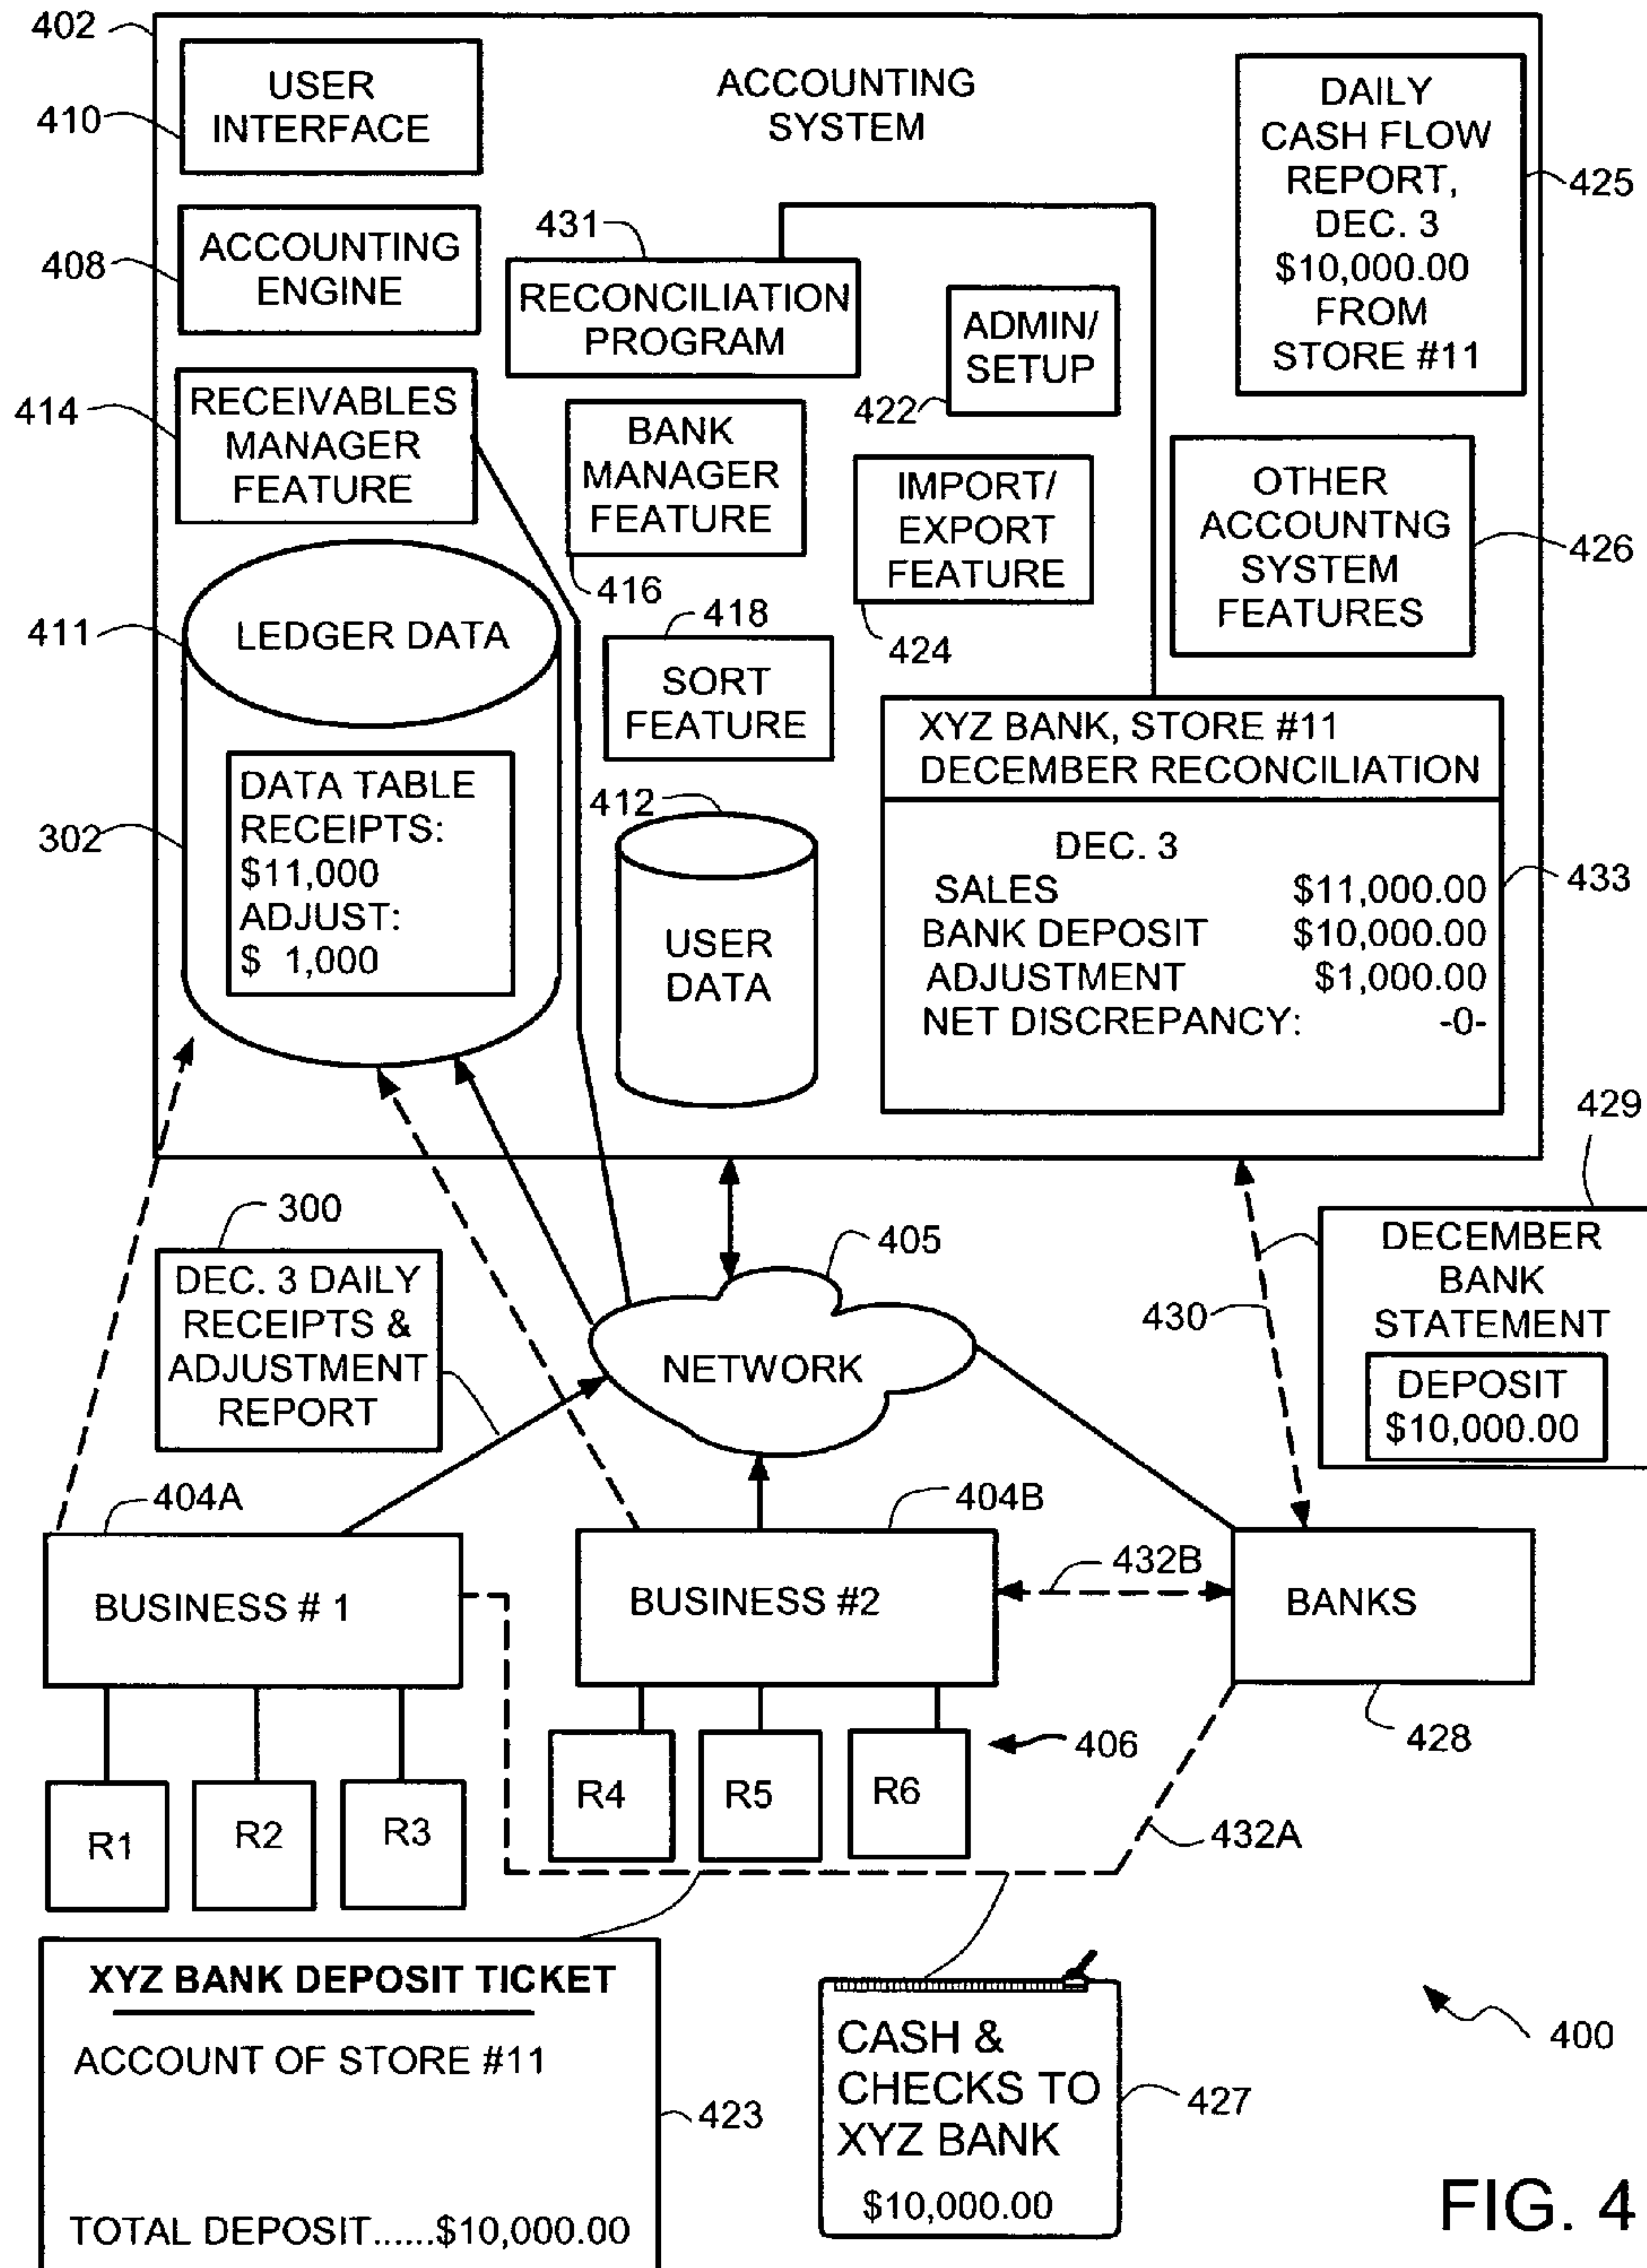 402
USER
INTERFACE
410
ACCOUNTING
SYSTEM
DAILY
CASH FLOW
REPORT,
DEC. 3
$10,000.00
FROM
STORE #11
425
ACCOUNTING
ENGINE
408
431
RECONCILIATION
PROGRAM
ADMIN/
SETUP
422
414
RECEIVABLES
MANAGER
FEATURE
BANK
MANAGER
FEATURE
416
IMPORT/
EXPORT
FEATURE
424
OTHER
ACCOUNTNG
SYSTEM
FEATURES
426
411
LEDGER DATA
418
SORT
FEATURE
302
DATA TABLE
RECEIPTS:
$11,000
ADJUST:
$ 1,000
412
USER
DATA
XYZ BANK, STORE #11
DECEMBER RECONCILIATION
DEC. 3
SALES $11,000.00
BANK DEPOSIT $10,000.00
ADJUSTMENT $1,000.00
NET DISCREPANCY: -0-
433
429
300
DEC. 3 DAILY
RECEIPTS &
ADJUSTMENT
REPORT
405
NETWORK
430
DECEMBER
BANK
STATEMENT
DEPOSIT
$10,000.00
404A
BUSINESS # 1
404B
BUSINESS #2
432B
BANKS
428
R1
R2
R3
R4
R5
R6
406
432A
XYZ BANK DEPOSIT TICKET
ACCOUNT OF STORE #11
TOTAL DEPOSIT......$10,000.00
423
CASH &
CHECKS TO
XYZ BANK
$10,000.00
427
400
FIG. 4